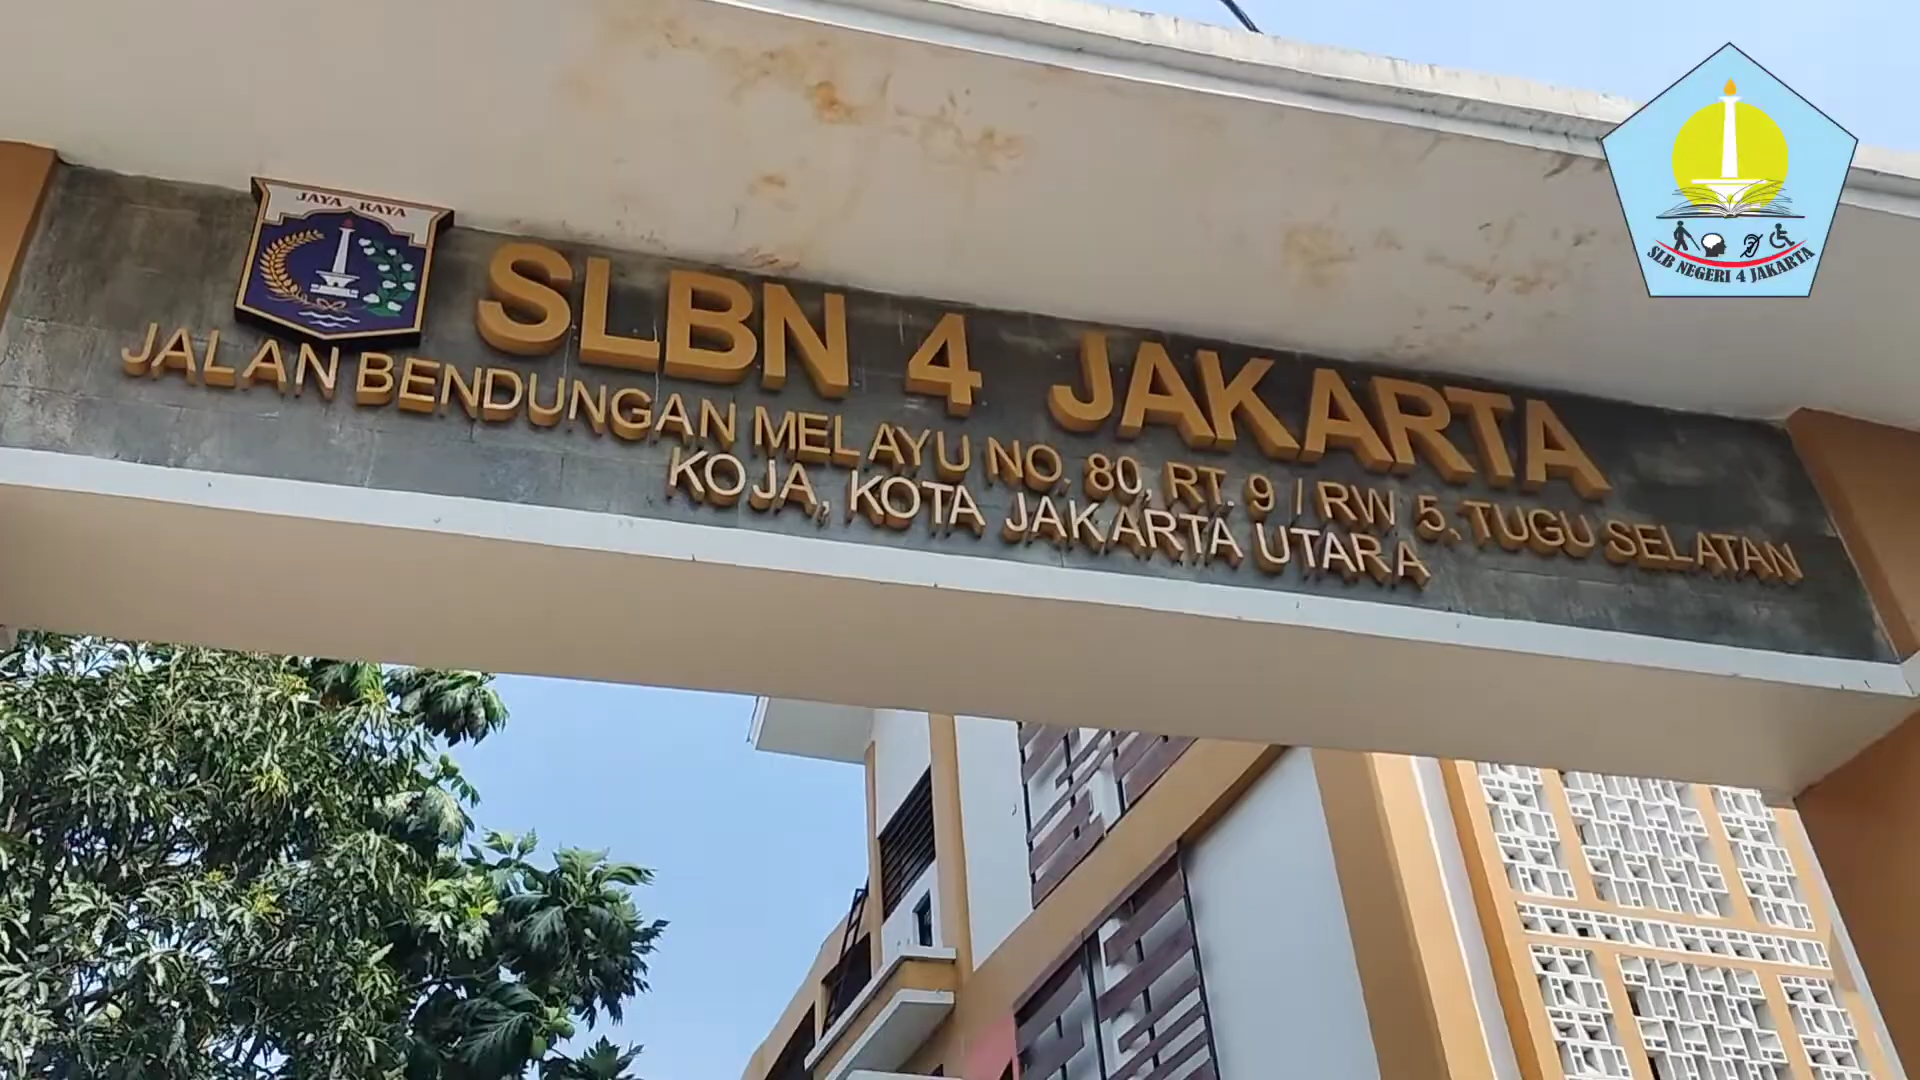 JAYA RAYA
SLBN 4 JAKARTA
JALAN BENDUNGAN MELAYU NO. 80, RT. 9 / RW 5, TUGU SELATAN
KOJA, KOTA JAKARTA UTARA
SLB NEGERI 4 JAKARTA